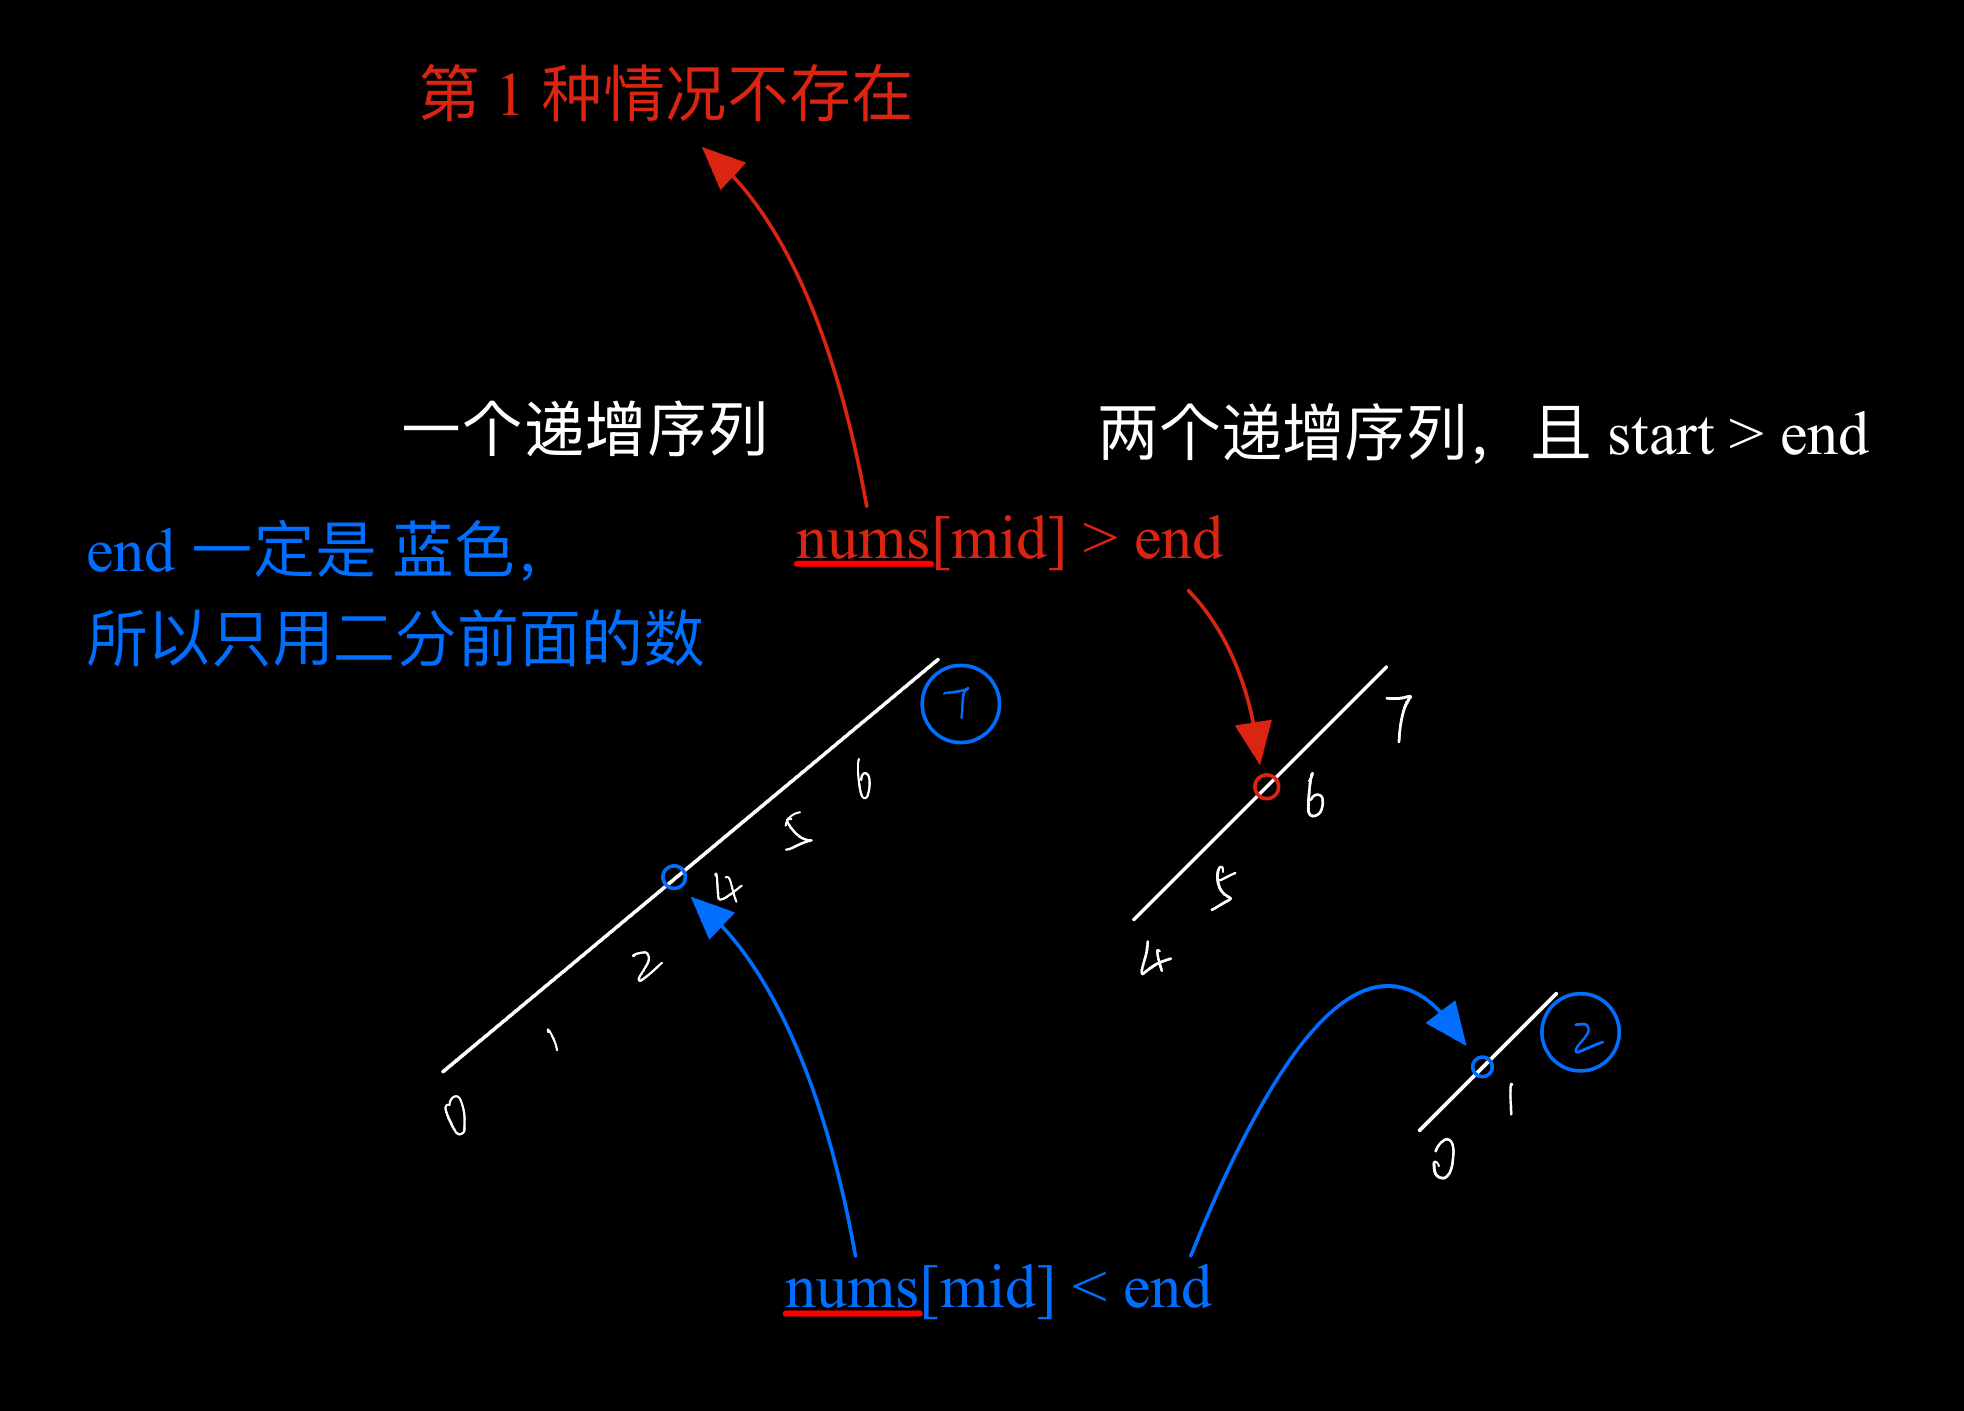 第 1 种情况不存在
一个递增序列
两个递增序列，且 start > end
nums[mid] > end
end 一定是 蓝色，
所以只用二分前面的数
7
6
5
4
2
1
0
7
6
5
4
2
1
0
nums[mid] < end